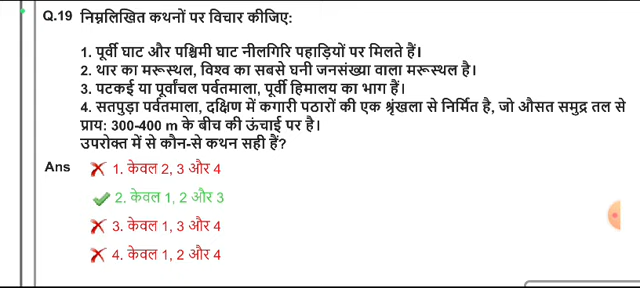 Q.19 निम्नलिखित कथनों पर विचार कीजिए:
1. पूर्वी घाट और पश्चिमी घाट नीलगिरि पहाड़ियों पर मिलते हैं।
2. थार का मरूस्थल, विश्व का सबसे घनी जनसंख्या वाला मरूस्थल है।
3. पटकई या पूर्वांचल पर्वतमाला, पूर्वी हिमालय का भाग हैं।
4. सतपुड़ा पर्वतमाला, दक्षिण में कगारी पठारों की एक श्रृंखला से निर्मित है, जो औसत समुद्र तल से
प्राय: 300-400 m के बीच की ऊंचाई पर है।
उपरोक्त में से कौन-से कथन सही हैं?
Ans 1. केवल 2, 3 और 4
2. केवल 1, 2 और 3
3. केवल 1, 3 और 4
4. केवल 1, 2 और 4